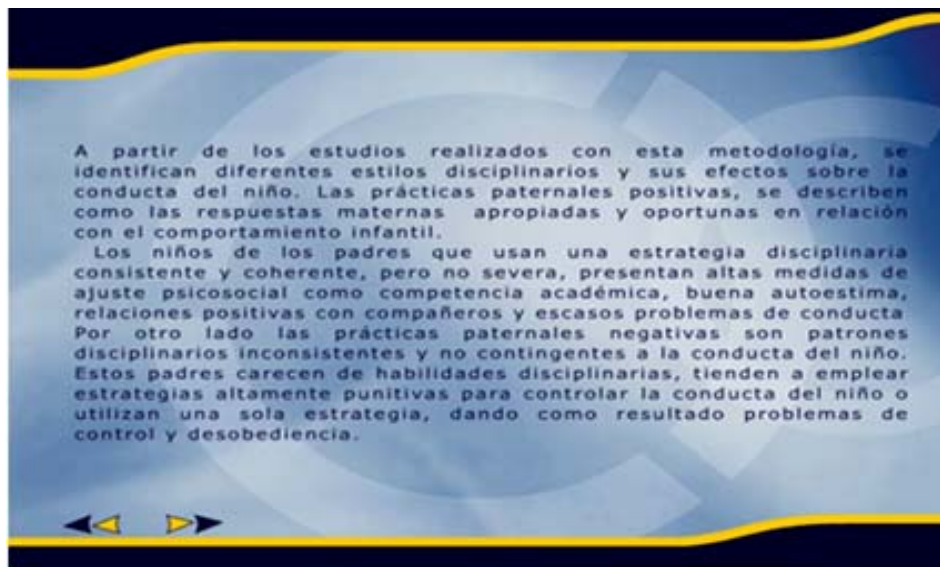 A partir de los estudios realizados con esta metodología, se
identifican diferentes estilos disciplinarios y sus efectos sobre la
conducta del niño. Las prácticas paternales positivas, se describen
como las respuestas maternas apropiadas y oportunas en relación
con el comportamiento infantil.
Los niños de los padres que usan una estrategia disciplinaria
consistente y coherente, pero no severa, presentan altas medidas de
ajuste psicosocial como competencia académica, buena autoestima,
relaciones positivas con compañeros y escasos problemas de conducta
Por otro lado las prácticas paternales negativas son patrones
disciplinarios inconsistentes y no contingentes a la conducta del niño.
Estos padres carecen de habilidades disciplinarias, tienden a emplear
estrategias altamente punitivas para controlar la conducta del niño o
utilizan una sola estrategia, dando como resultado problemas de
control y desobediencia.